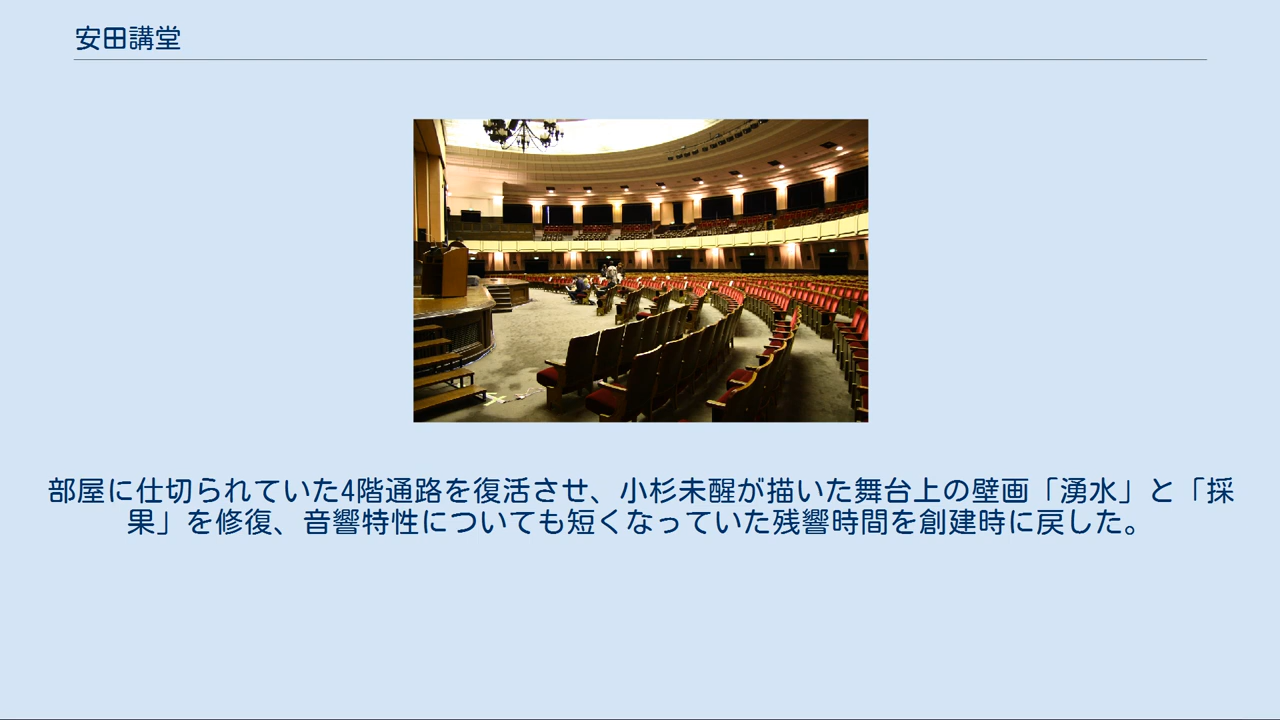 安田講堂
部屋に仕切られていた4階通路を復活させ、小杉未醒が描いた舞台上の壁画「湧水」と「採
果」を修復、音響特性についても短くなっていた残響時間を創建時に戻した。